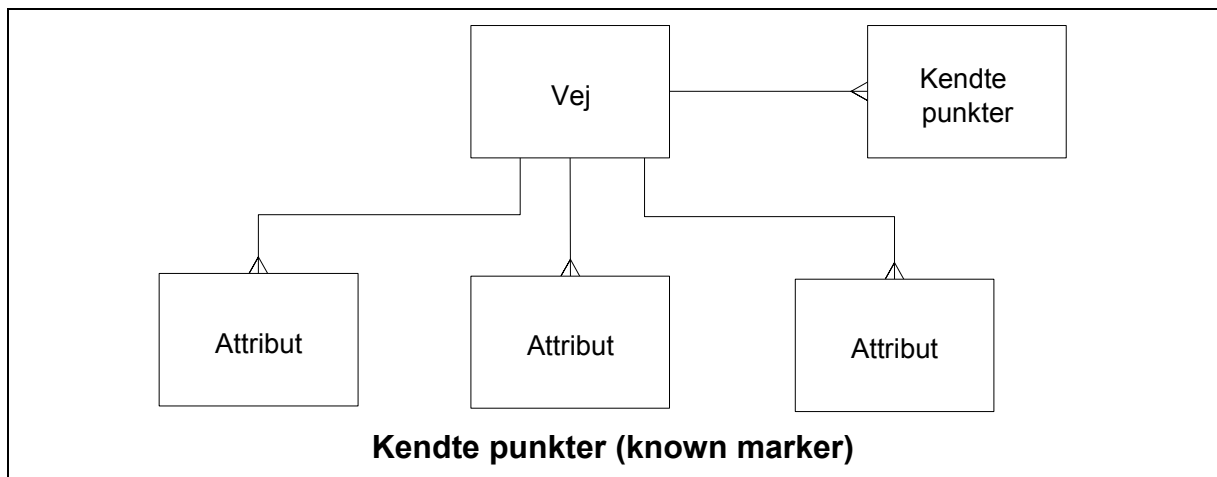 Vej
Kendte
punkter
Attribut
Attribut
Attribut
Kendte punkter (known marker)